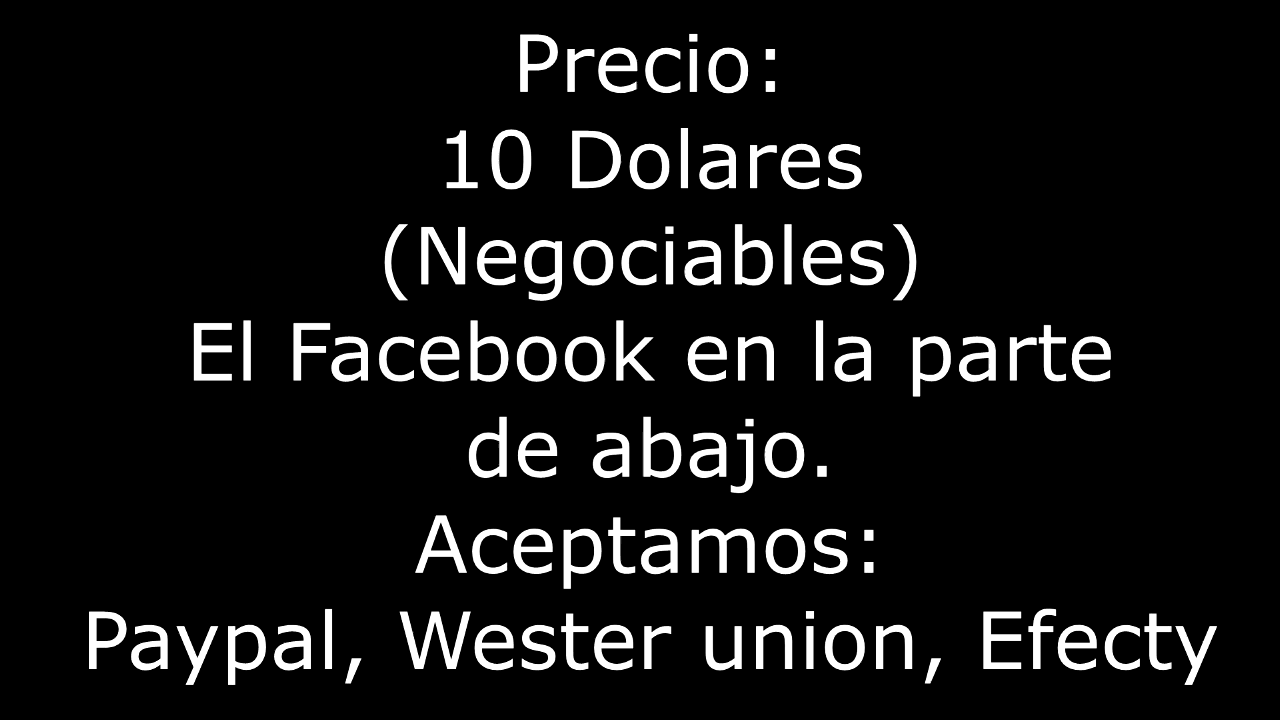 Precio:
10 Dolares
(Negociables)
El Facebook en la parte
de abajo.
Aceptamos:
Paypal, Wester union, Efecty